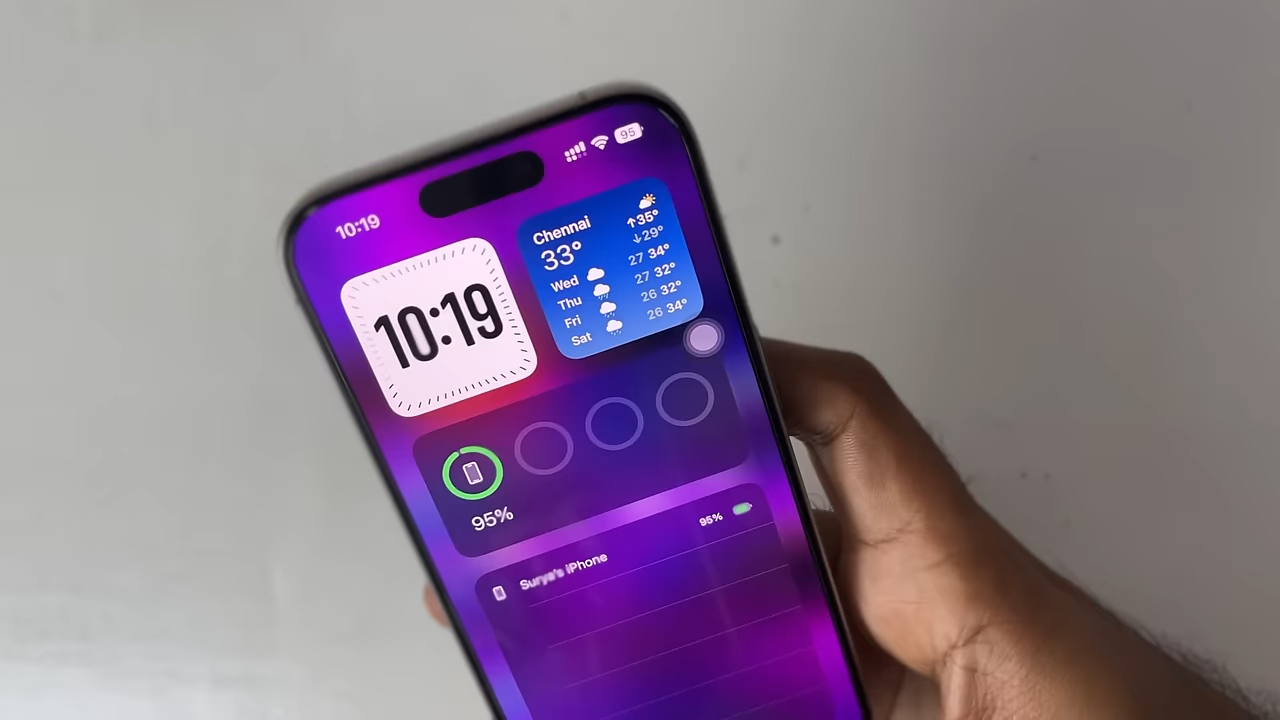 10:19
95
10:19
Chennai
33°
↑35°
↓29°
Wed 27 34°
Thu 27 32°
Fri 26 32°
Sat 26 34°
95%
Surya's iPhone 95%